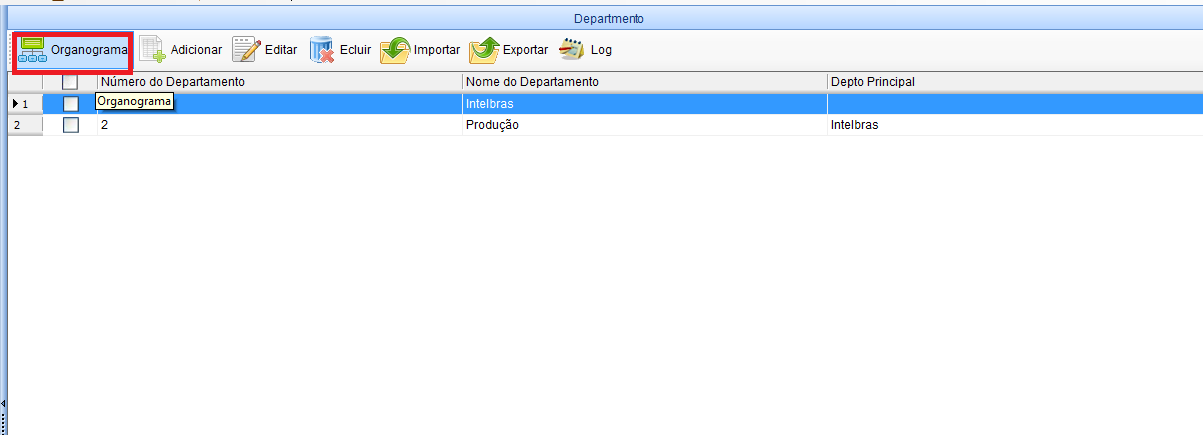 Departmento
Organograma Adicionar Editar Ecluir Importar Exportar Log
Número do Departamento Nome do Departamento Depto Principal
1 Intelbras
Organograma
2 2 Produção Intelbras